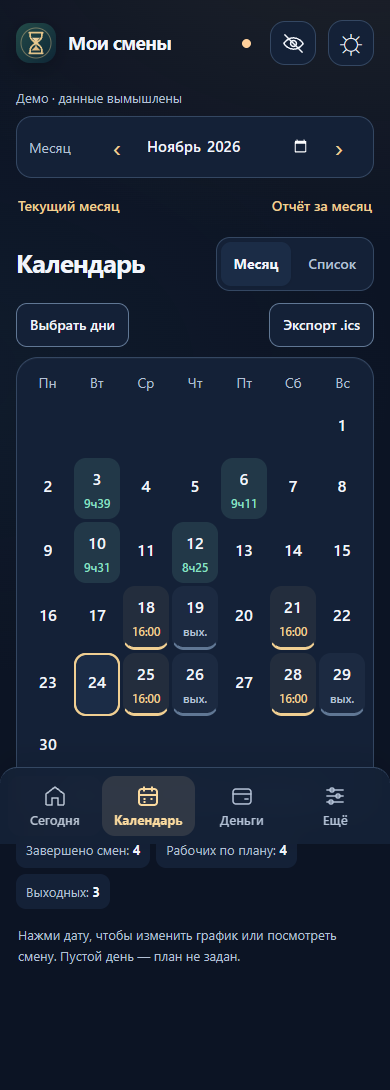 Мои смены
Демо · данные вымышлены
Месяц ‹ Ноябрь 2026 ›
Текущий месяц Отчёт за месяц
Календарь Месяц Список
Выбрать дни Экспорт .ics
Пн Вт Ср Чт Пт Сб Вс
1
2 3 4 5 6 7 8
9ч39 9ч11
9 10 11 12 13 14 15
9ч31 8ч25
16 17 18 19 20 21 22
16:00 вых. 16:00
23 24 25 26 27 28 29
16:00 вых. 16:00 вых.
30
Сегодня Календарь Деньги Ещё
Завершено смен: 4 Рабочих по плану: 4
Выходных: 3
Нажми дату, чтобы изменить график или посмотреть
смену. Пустой день — план не задан.